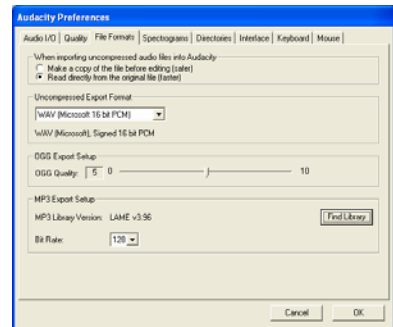 Audacity Preferences
Audio I/O Quality File Formats Spectrograms Directories Interface Keyboard Mouse
When importing uncompressed audio files into Audacity
Make a copy of the file before editing (safer)
Read directly from the original file (faster)
Uncompressed Export Format
WAV (Microsoft 16 bit PCM)
WAV (Microsoft), Signed 16 bit PCM
OGG Export Setup
OGG Quality: 5 0 10
MP3 Export Setup
MP3 Library Version: LAME v3.96 Find Library
Bit Rate: 128
Cancel OK